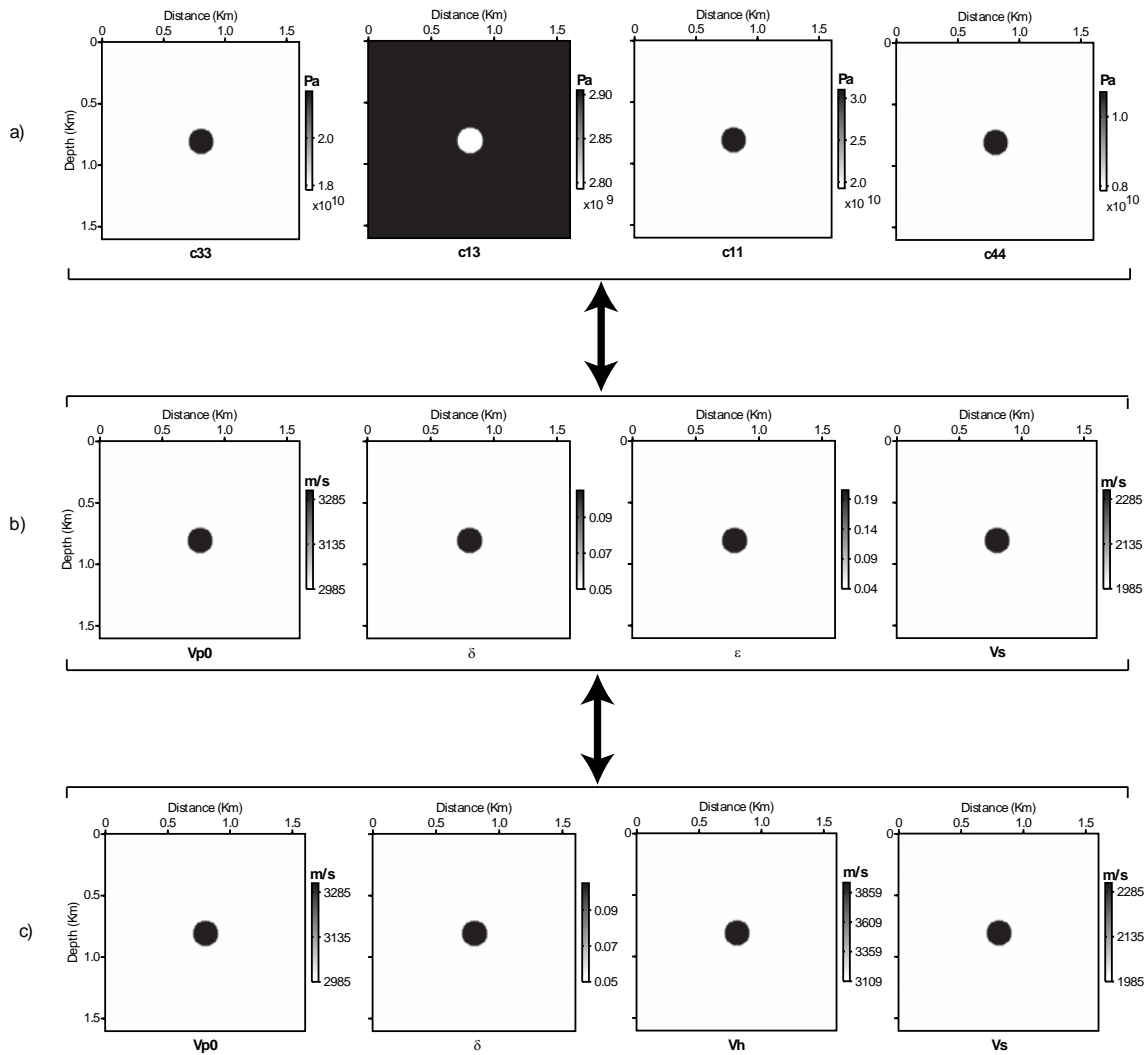 Distance (Km) Distance (Km) Distance (Km) Distance (Km)
0 0.5 1.0 1.5 0 0.5 1.0 1.5 0 0.5 1.0 1.5 0 0.5 1.0 1.5
a)
Depth (Km)
0
0.5
1.0
1.5
Pa
2.0
1.8
x10 10
c33
Pa
2.90
2.85
2.80
x10 9
c13
0
Pa
3.0
2.5
2.0
x10 10
c11
0
Pa
1.0
0.8
x10 10
c44
Distance (Km) Distance (Km) Distance (Km) Distance (Km)
0 0.5 1.0 1.5 0 0.5 1.0 1.5 0 0.5 1.0 1.5 0 0.5 1.0 1.5
b)
Depth (Km)
0
0.5
1.0
1.5
m/s
3285
3135
2985
Vp0
0
0.09
0.07
0.05
δ
0
0.19
0.14
0.09
0.04
ε
0
m/s
2285
2135
1985
Vs
Distance (Km) Distance (Km) Distance (Km) Distance (Km)
0 0.5 1.0 1.5 0 0.5 1.0 1.5 0 0.5 1.0 1.5 0 0.5 1.0 1.5
c)
Depth (Km)
0
0.5
1.0
1.5
m/s
3285
3135
2985
Vp0
0
0.09
0.07
0.05
δ
0
m/s
3859
3609
3359
3109
Vh
0
m/s
2285
2135
1985
Vs